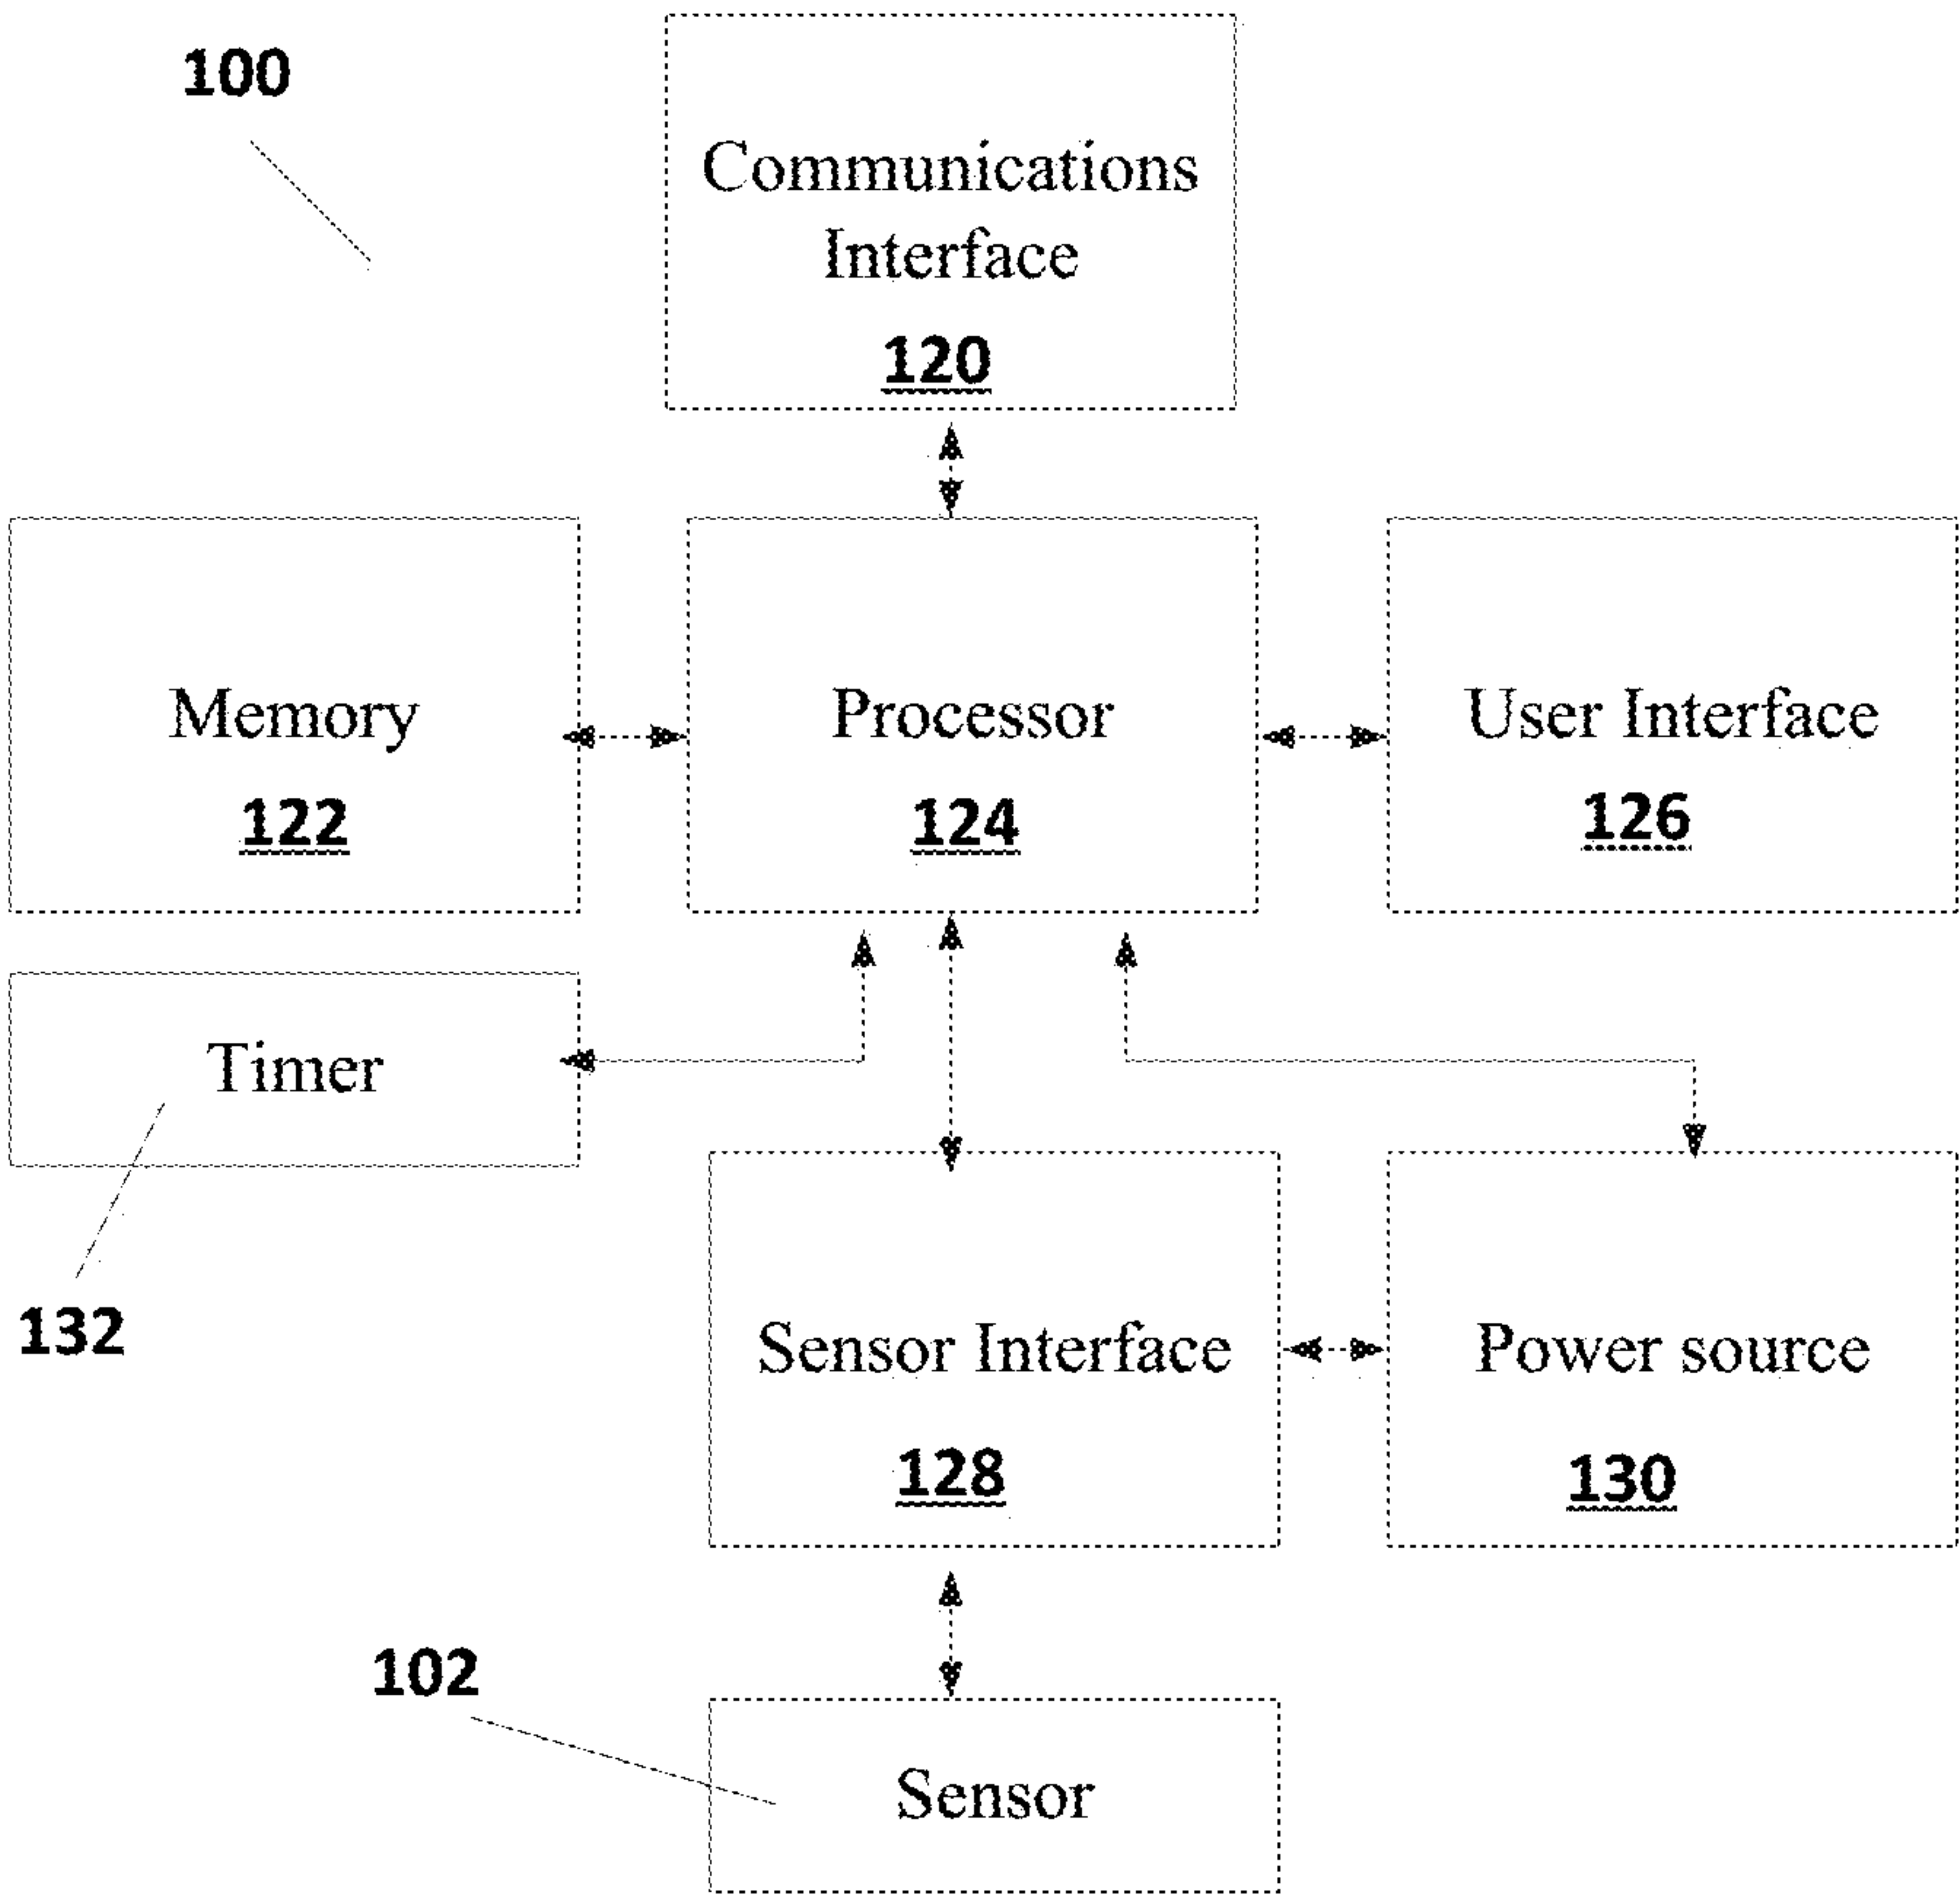 100
Communications
Interface
120
Memory
122
Processor
124
User Interface
126
Timer
132
Sensor Interface
128
Power source
130
102
Sensor